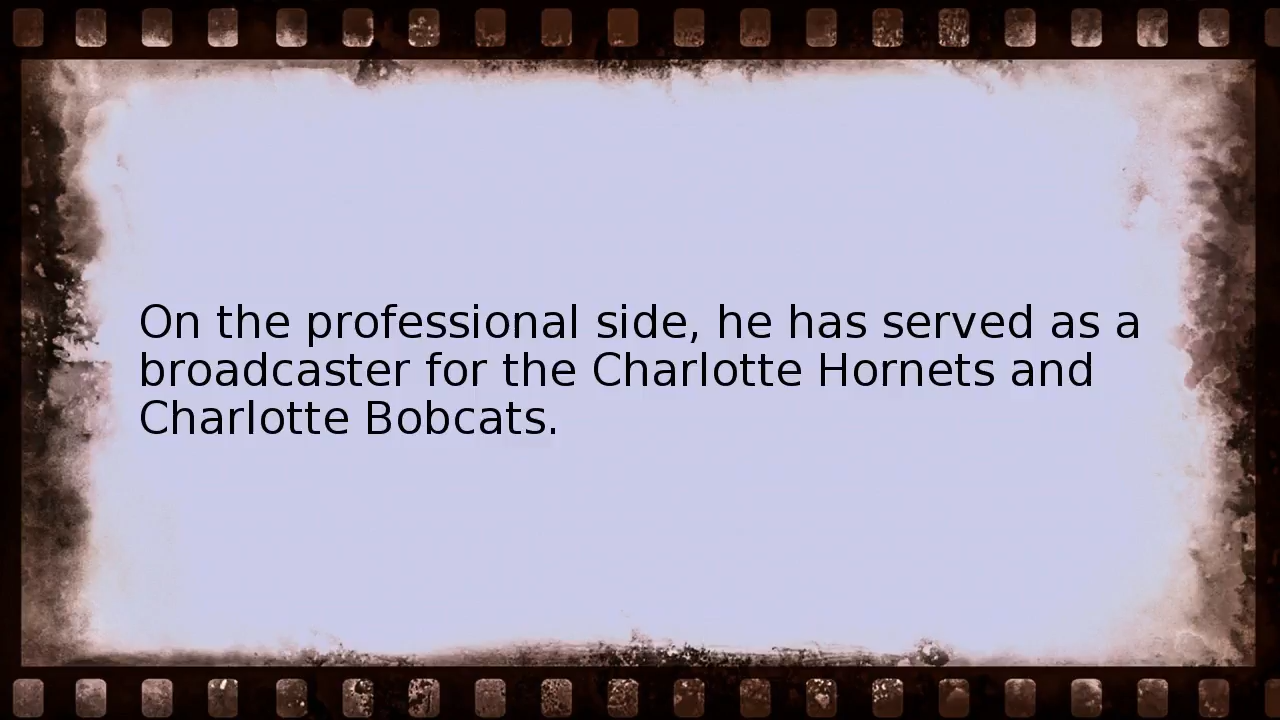 On the professional side, he has served as a
broadcaster for the Charlotte Hornets and
Charlotte Bobcats.